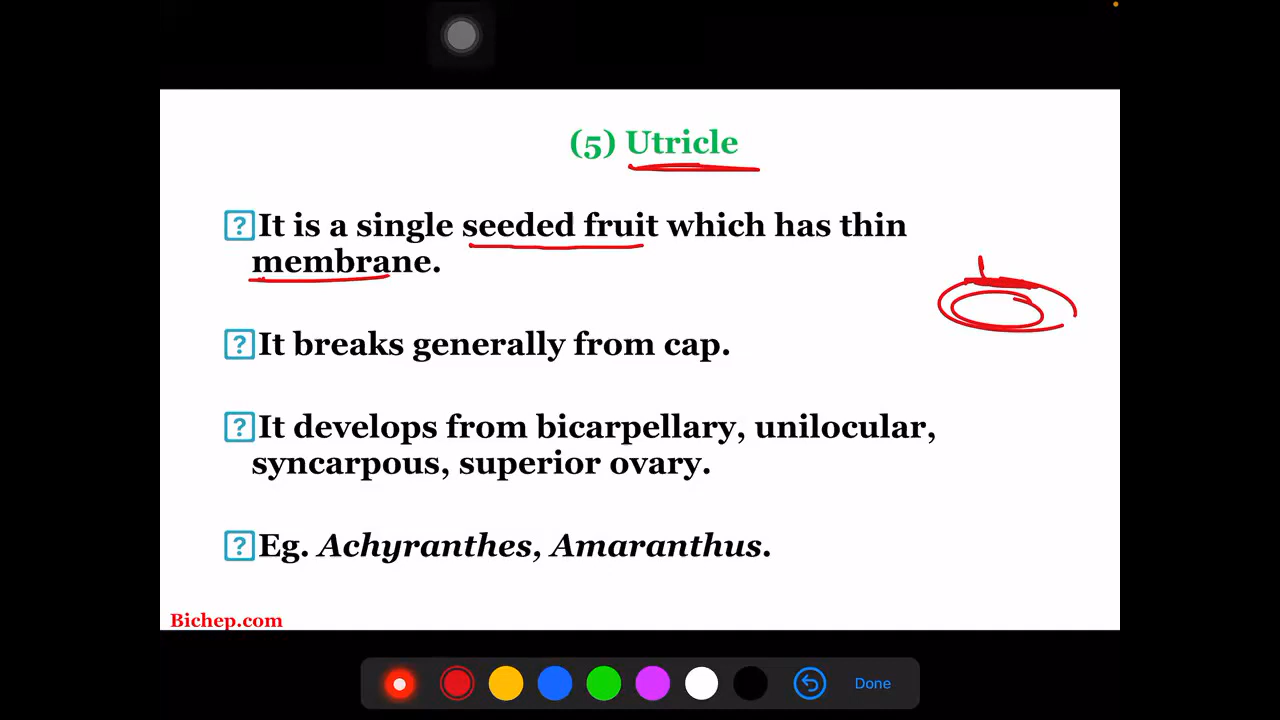 (5) Utricle
It is a single seeded fruit which has thin
membrane.
It breaks generally from cap.
It develops from bicarpellary, unilocular,
syncarpous, superior ovary.
Eg. Achyranthes, Amaranthus.
Bichep.com
Done